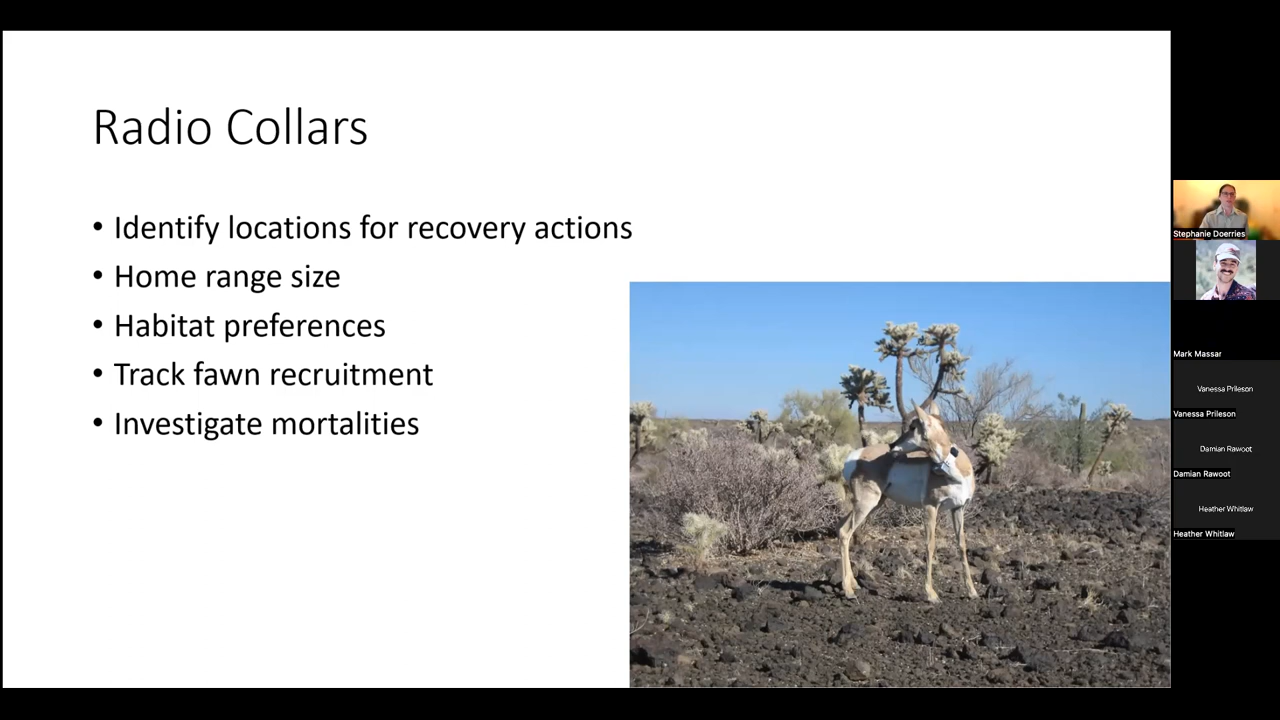 Radio Collars
• Identify locations for recovery actions
• Home range size
• Habitat preferences
• Track fawn recruitment
• Investigate mortalities
Stephanie Doerries
Mark Massar
Vanessa Prileson
Vanessa Prileson
Damian Rawoot
Damian Rawoot
Heather Whitlaw
Heather Whitlaw